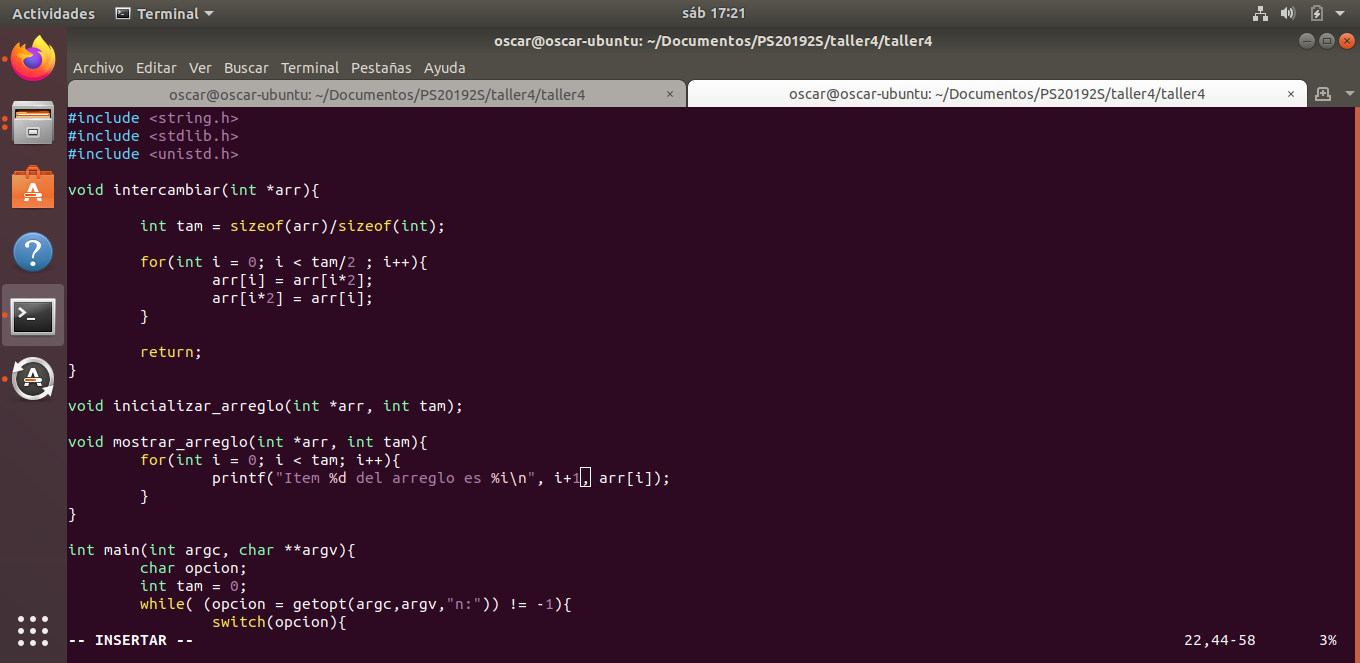 Actividades Terminal sáb 17:21
oscar@oscar-ubuntu: ~/Documentos/PS20192S/taller4/taller4
Archivo Editar Ver Buscar Terminal Pestañas Ayuda
oscar@oscar-ubuntu: ~/Documentos/PS20192S/taller4/taller4 × oscar@oscar-ubuntu: ~/Documentos/PS20192S/taller4/taller4 ×
#include <string.h>
#include <stdlib.h>
#include <unistd.h>
void intercambiar(int *arr){
int tam = sizeof(arr)/sizeof(int);
for(int i = 0; i < tam/2 ; i++){
arr[i] = arr[i*2];
arr[i*2] = arr[i];
}
return;
}
void inicializar_arreglo(int *arr, int tam);
void mostrar_arreglo(int *arr, int tam){
for(int i = 0; i < tam; i++){
printf("Item %d del arreglo es %i\n", i+1, arr[i]);
}
}
int main(int argc, char **argv){
char opcion;
int tam = 0;
while( (opcion = getopt(argc,argv,"n:")) != -1){
switch(opcion){
-- INSERTAR -- 22,44-58 3%